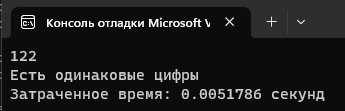 Консоль отладки Microsoft V
122
Есть одинаковые цифры
Затраченное время: 0.0051786 секунд